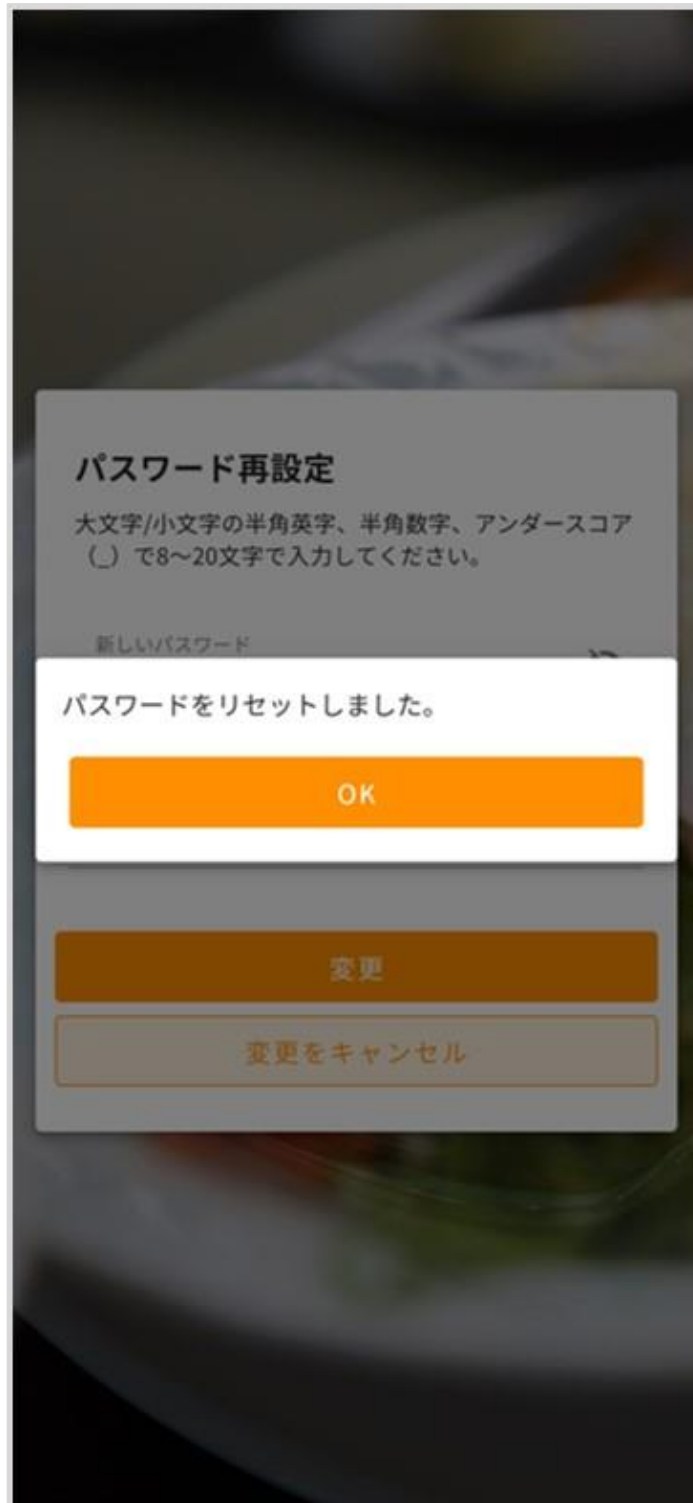 パスワード再設定
大文字/小文字の半角英字、半角数字、アンダースコア
（_）で8〜20文字で入力してください。
新しいパスワード
パスワードをリセットしました。
OK
変更
変更をキャンセル